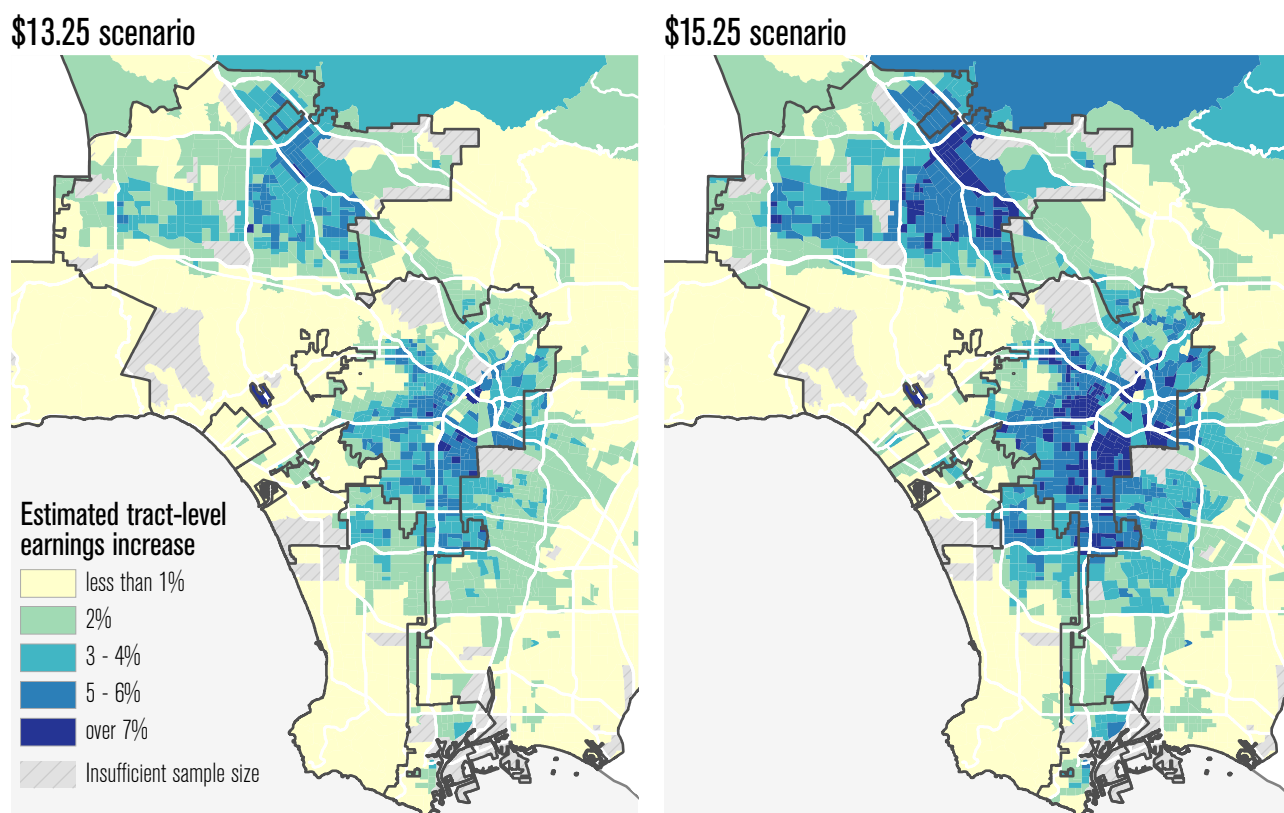 $13.25 scenario
$15.25 scenario
Estimated tract-level
earnings increase
less than 1%
2%
3 - 4%
5 - 6%
over 7%
Insufficient sample size